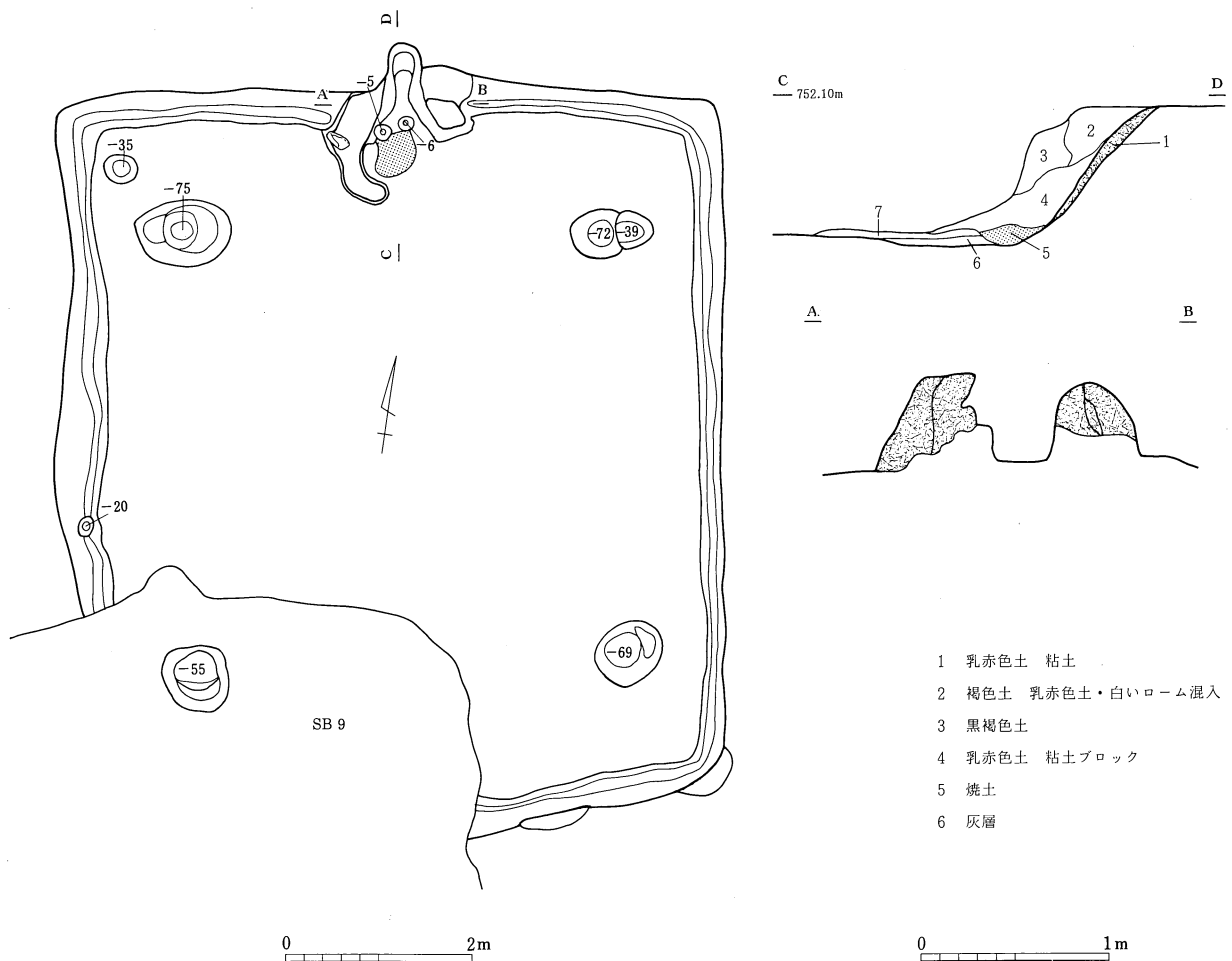 D
A
B
-5
-6
-35
-75
-72
-39
C
-20
-55
-69
SB 9
0 2m
C
752.10m
D
1
2
3
4
5
6
7
A.
B
1 乳赤色土 粘土
2 褐色土 乳赤色土・白いローム混入
3 黒褐色土
4 乳赤色土 粘土ブロック
5 焼土
6 灰層
0 1m